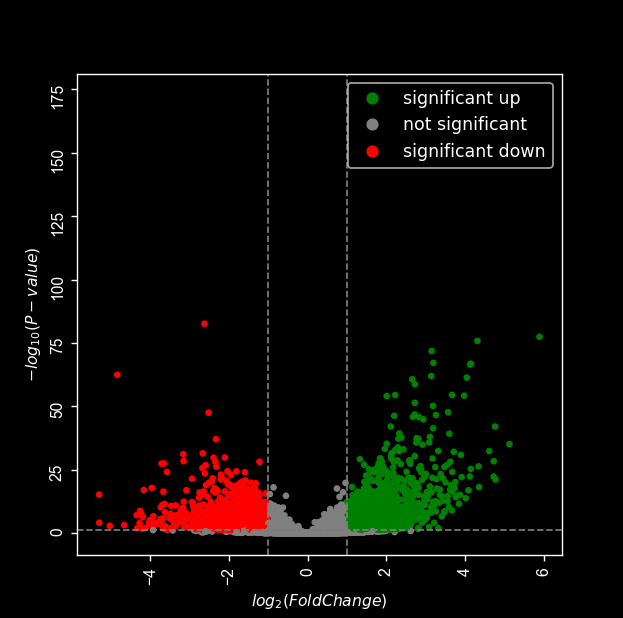 significant up
not significant
significant down
175
150
125
100
75
50
25
0
−log₁₀(P−value)
−4
−2
0
2
4
6
log₂(FoldChange)